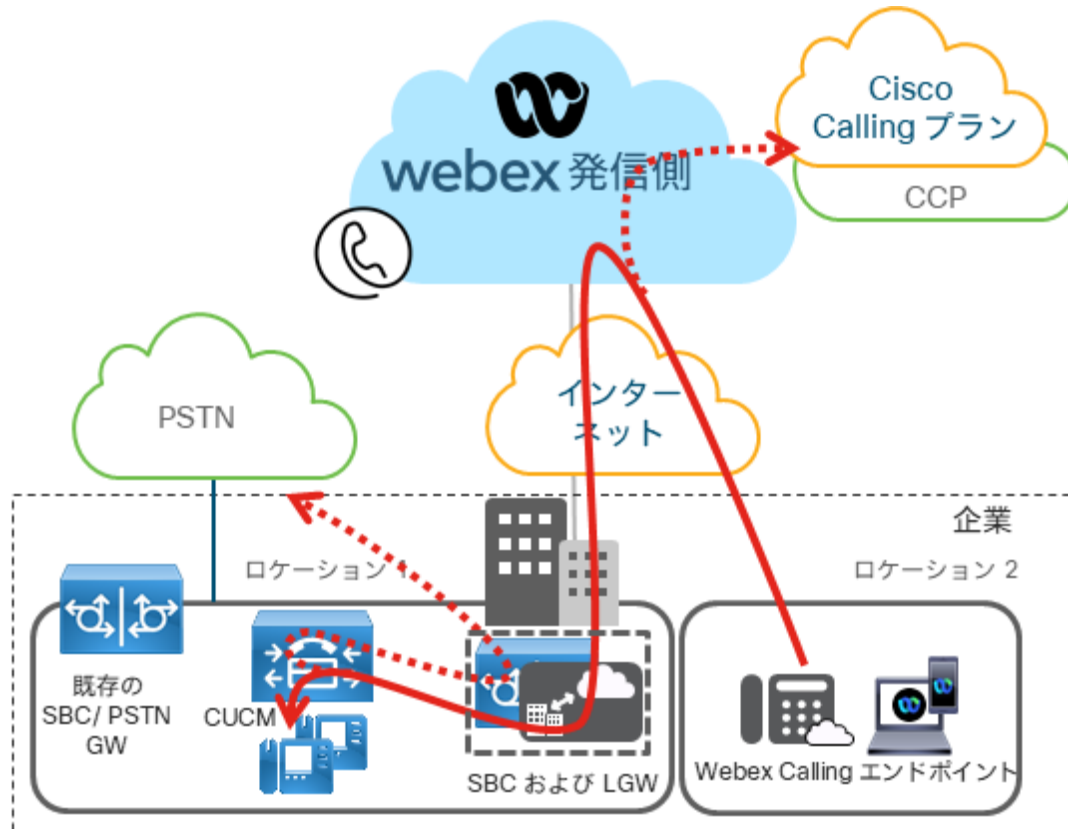 Cisco
Calling プラン
CCP
webex 発信側
インター
ネット
PSTN
企業
ロケーション 1
ロケーション 2
既存の
SBC/ PSTN
GW
CUCM
SBC および LGW
Webex Calling エンドポイント